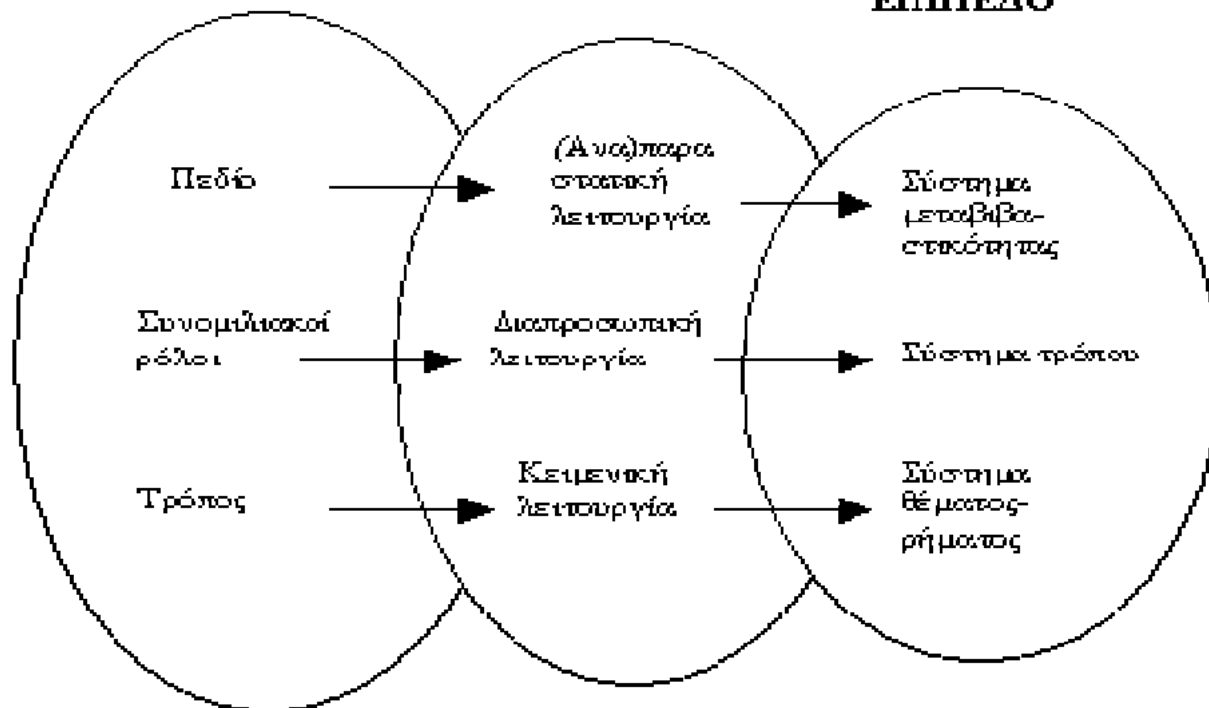 ΕΠΙΠΕΔΟ
Πεδίο
(Ανα)παρα
στατική
λειτουργία
Σύστημα
μεταβιβα-
στικότητας
Συνομιλιακοί
ρόλοι
Διαπροσωπική
λειτουργία
Σύστημα τρόπου
Τρόπος
Κειμενική
λειτουργία
Σύστημα
θέματος-
ρήματος